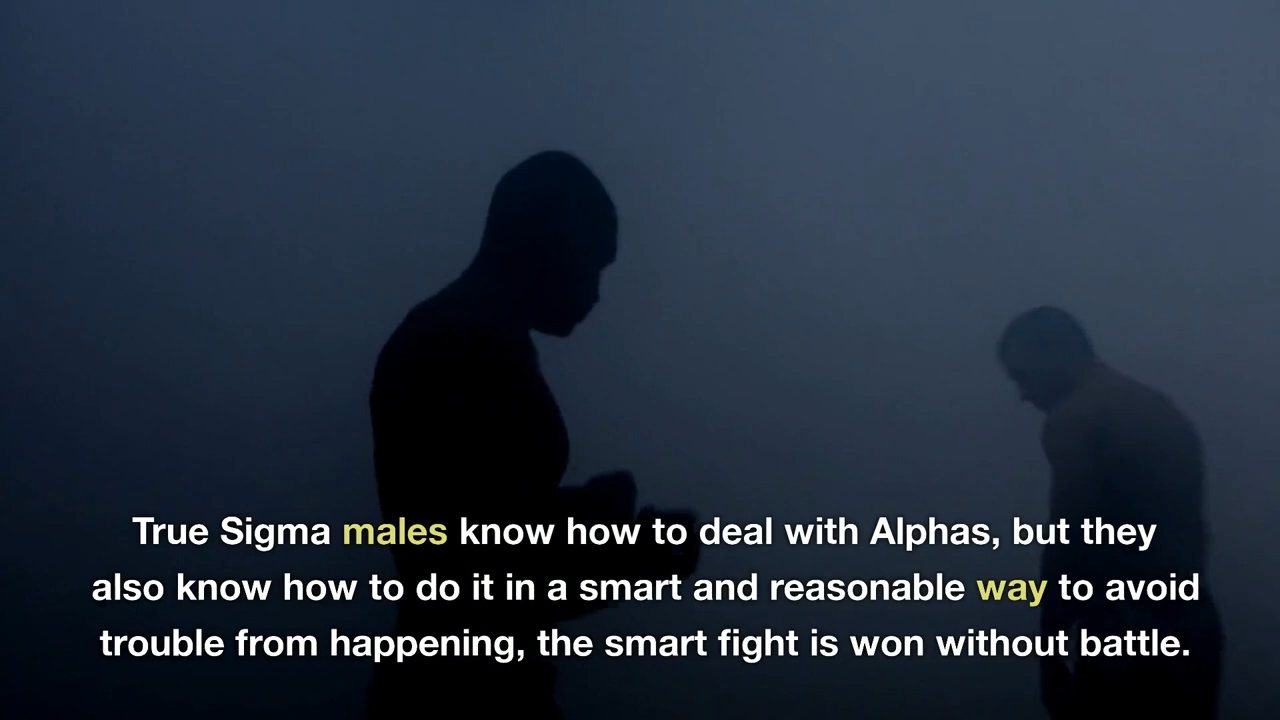 True Sigma males know how to deal with Alphas, but they
also know how to do it in a smart and reasonable way to avoid
trouble from happening, the smart fight is won without battle.